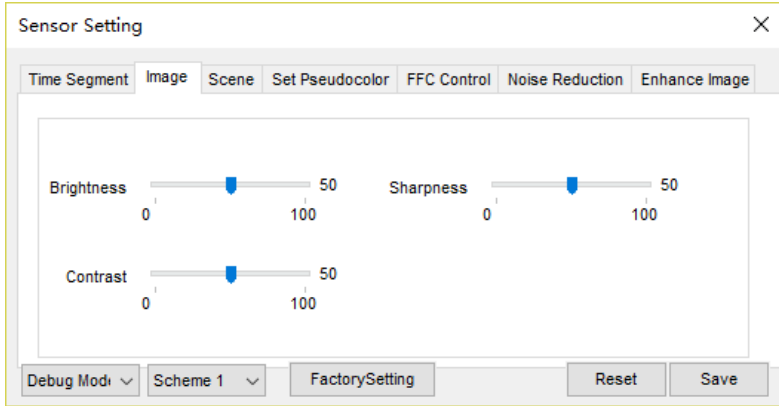 Sensor Setting
Time Segment Image Scene Set Pseudocolor FFC Control Noise Reduction Enhance Image
Brightness 50 Sharpness 50
0 100 0 100
Contrast 50
0 100
Debug Mod Scheme 1 FactorySetting Reset Save